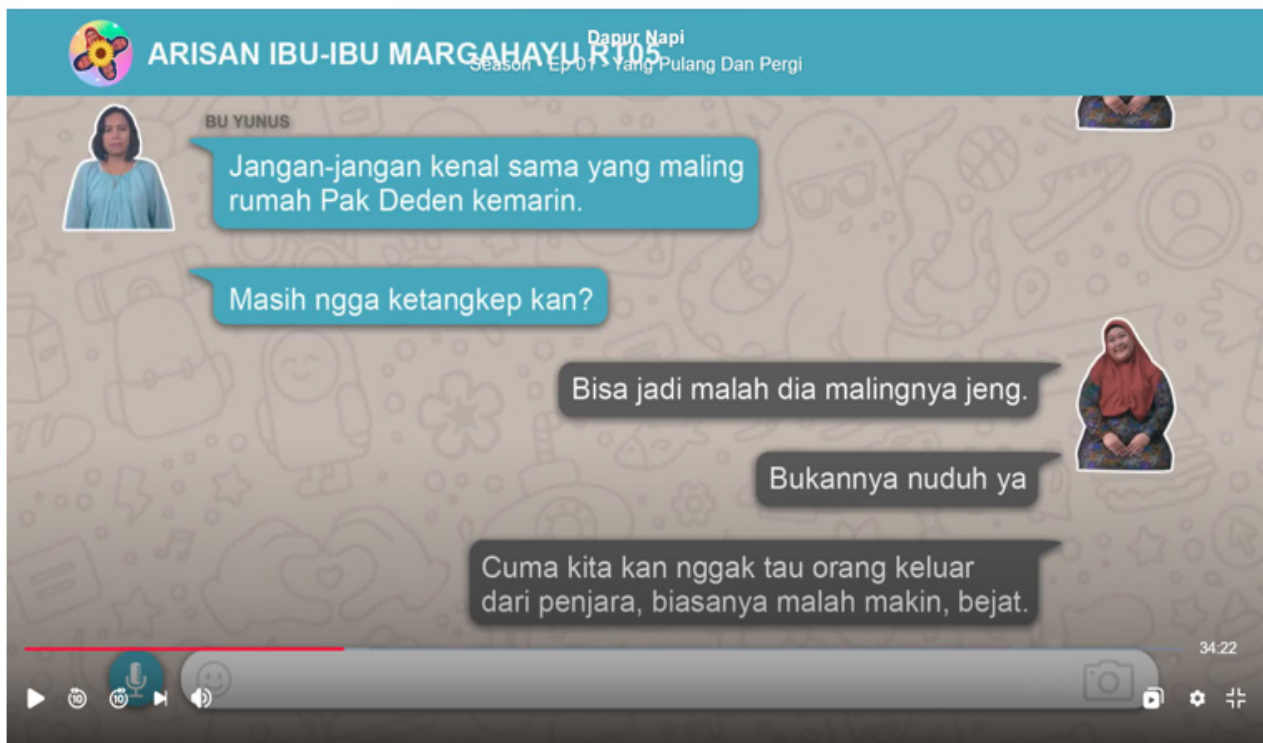 ARISAN IBU-IBU MARGAHAYU RT05
Dapur Napi
Season - Ep 01 - Yang Pulang Dan Pergi
BU YUNUS
Jangan-jangan kenal sama yang maling
rumah Pak Deden kemarin.
Masih ngga ketangkep kan?
Bisa jadi malah dia malingnya jeng.
Bukannya nuduh ya
Cuma kita kan nggak tau orang keluar
dari penjara, biasanya malah makin, bejat.
34:22
10
10